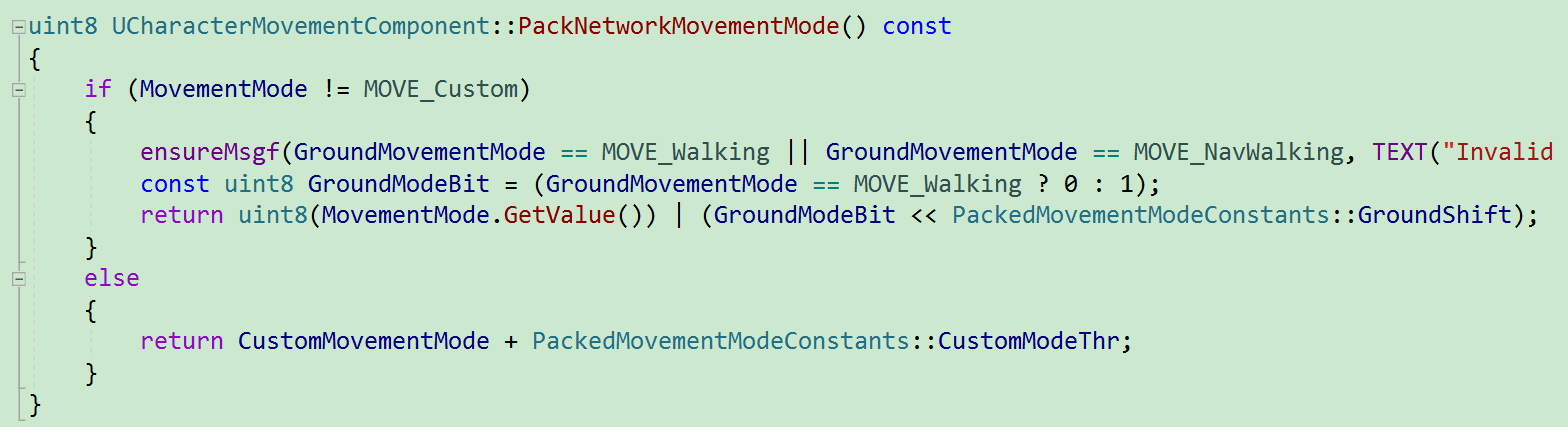 uint8 UCharacterMovementComponent::PackNetworkMovementMode() const
{
    if (MovementMode != MOVE_Custom)
    {
        ensureMsgf(GroundMovementMode == MOVE_Walking || GroundMovementMode == MOVE_NavWalking, TEXT("Invalid
        const uint8 GroundModeBit = (GroundMovementMode == MOVE_Walking ? 0 : 1);
        return uint8(MovementMode.GetValue()) | (GroundModeBit << PackedMovementModeConstants::GroundShift);
    }
    else
    {
        return CustomMovementMode + PackedMovementModeConstants::CustomModeThr;
    }
}